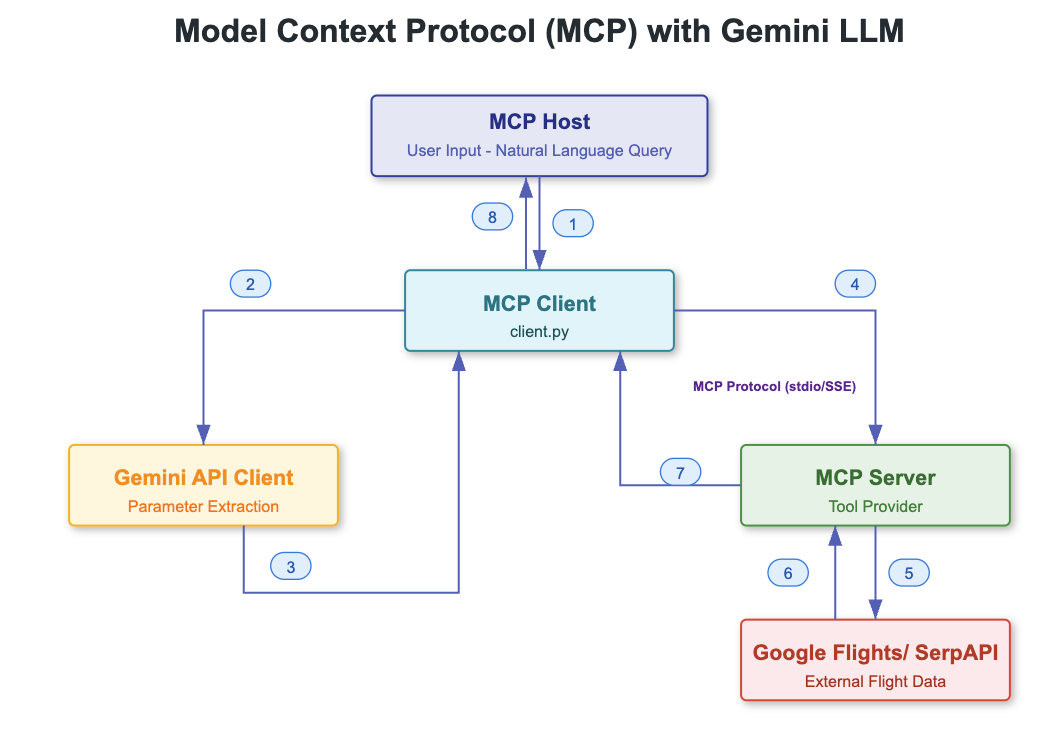 Model Context Protocol (MCP) with Gemini LLM
MCP Host
User Input - Natural Language Query
8
1
2
MCP Client
client.py
4
MCP Protocol (stdio/SSE)
Gemini API Client
Parameter Extraction
7
MCP Server
Tool Provider
3
6
5
Google Flights/ SerpAPI
External Flight Data